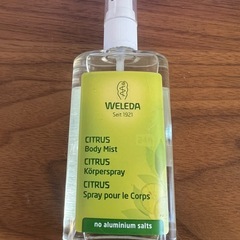 WELEDA
Seit 1921
CITRUS
Body Mist
CITRUS
Körperspray
CITRUS
Spray pour le Corps
no aluminium salts